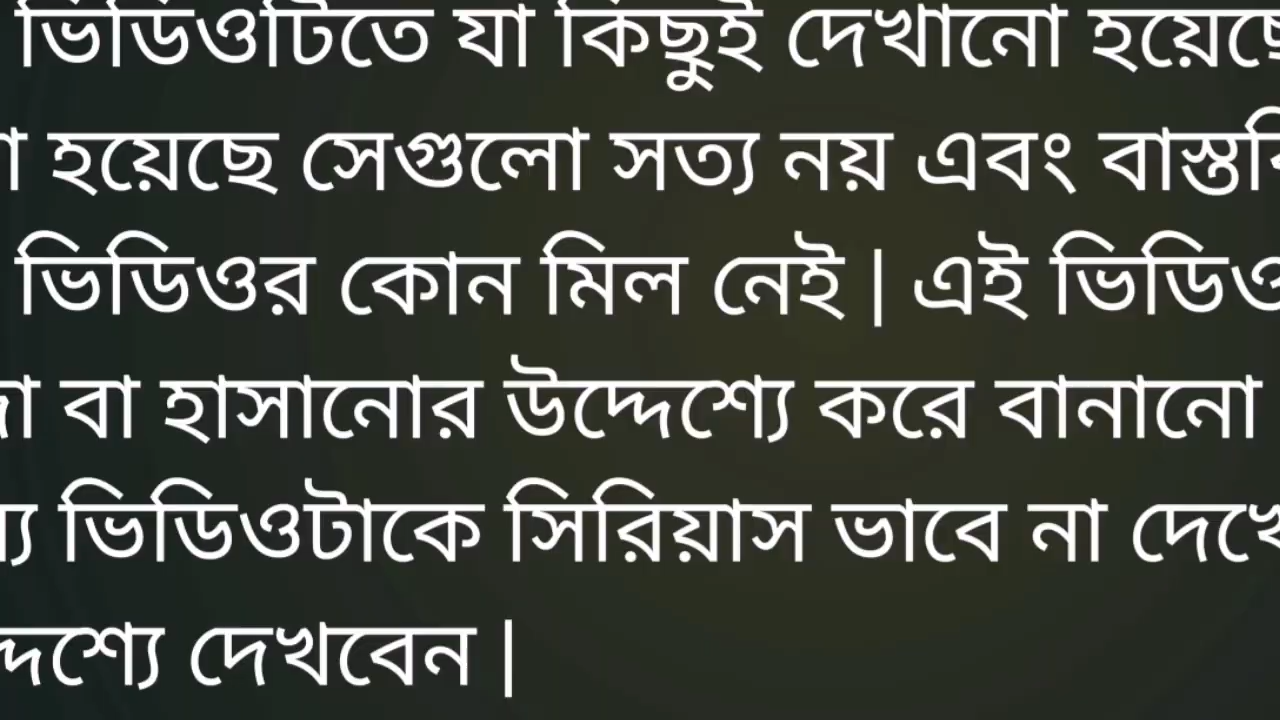 ভিডিওটিতে যা কিছুই দেখানো হয়েছে
হয়েছে সেগুলো সত্য নয় এবং
ভিডিওর কোন মিল নেই | এই
বা হাসানোর উদ্দেশ্যে করে বানানো
ভিডিওটাকে সিরিয়াস ভাবে না
দেখবেন |